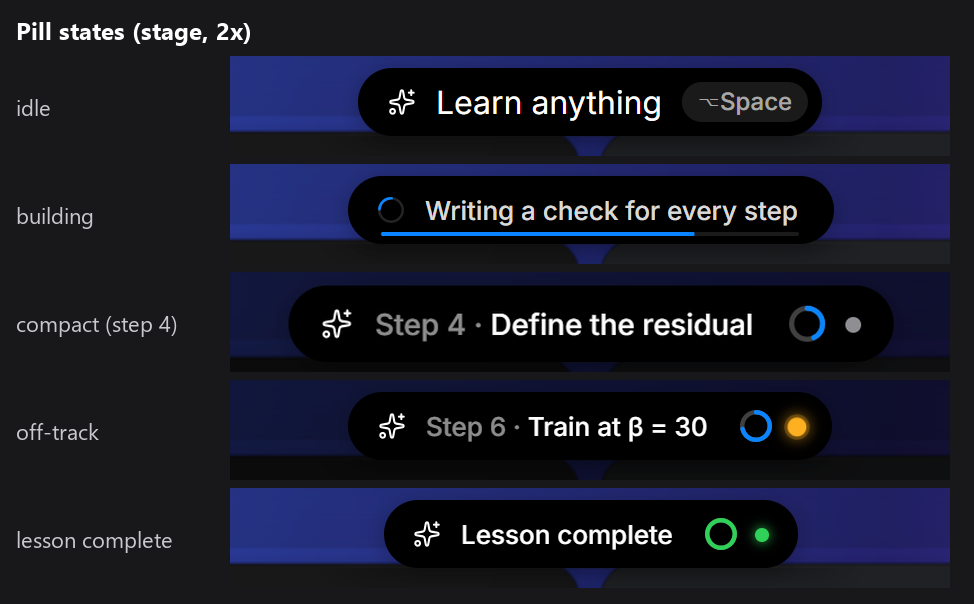 Pill states (stage, 2x)
idle
Learn anything
⌥Space
building
Writing a check for every step
compact (step 4)
Step 4 · Define the residual
off-track
Step 6 · Train at β = 30
lesson complete
Lesson complete